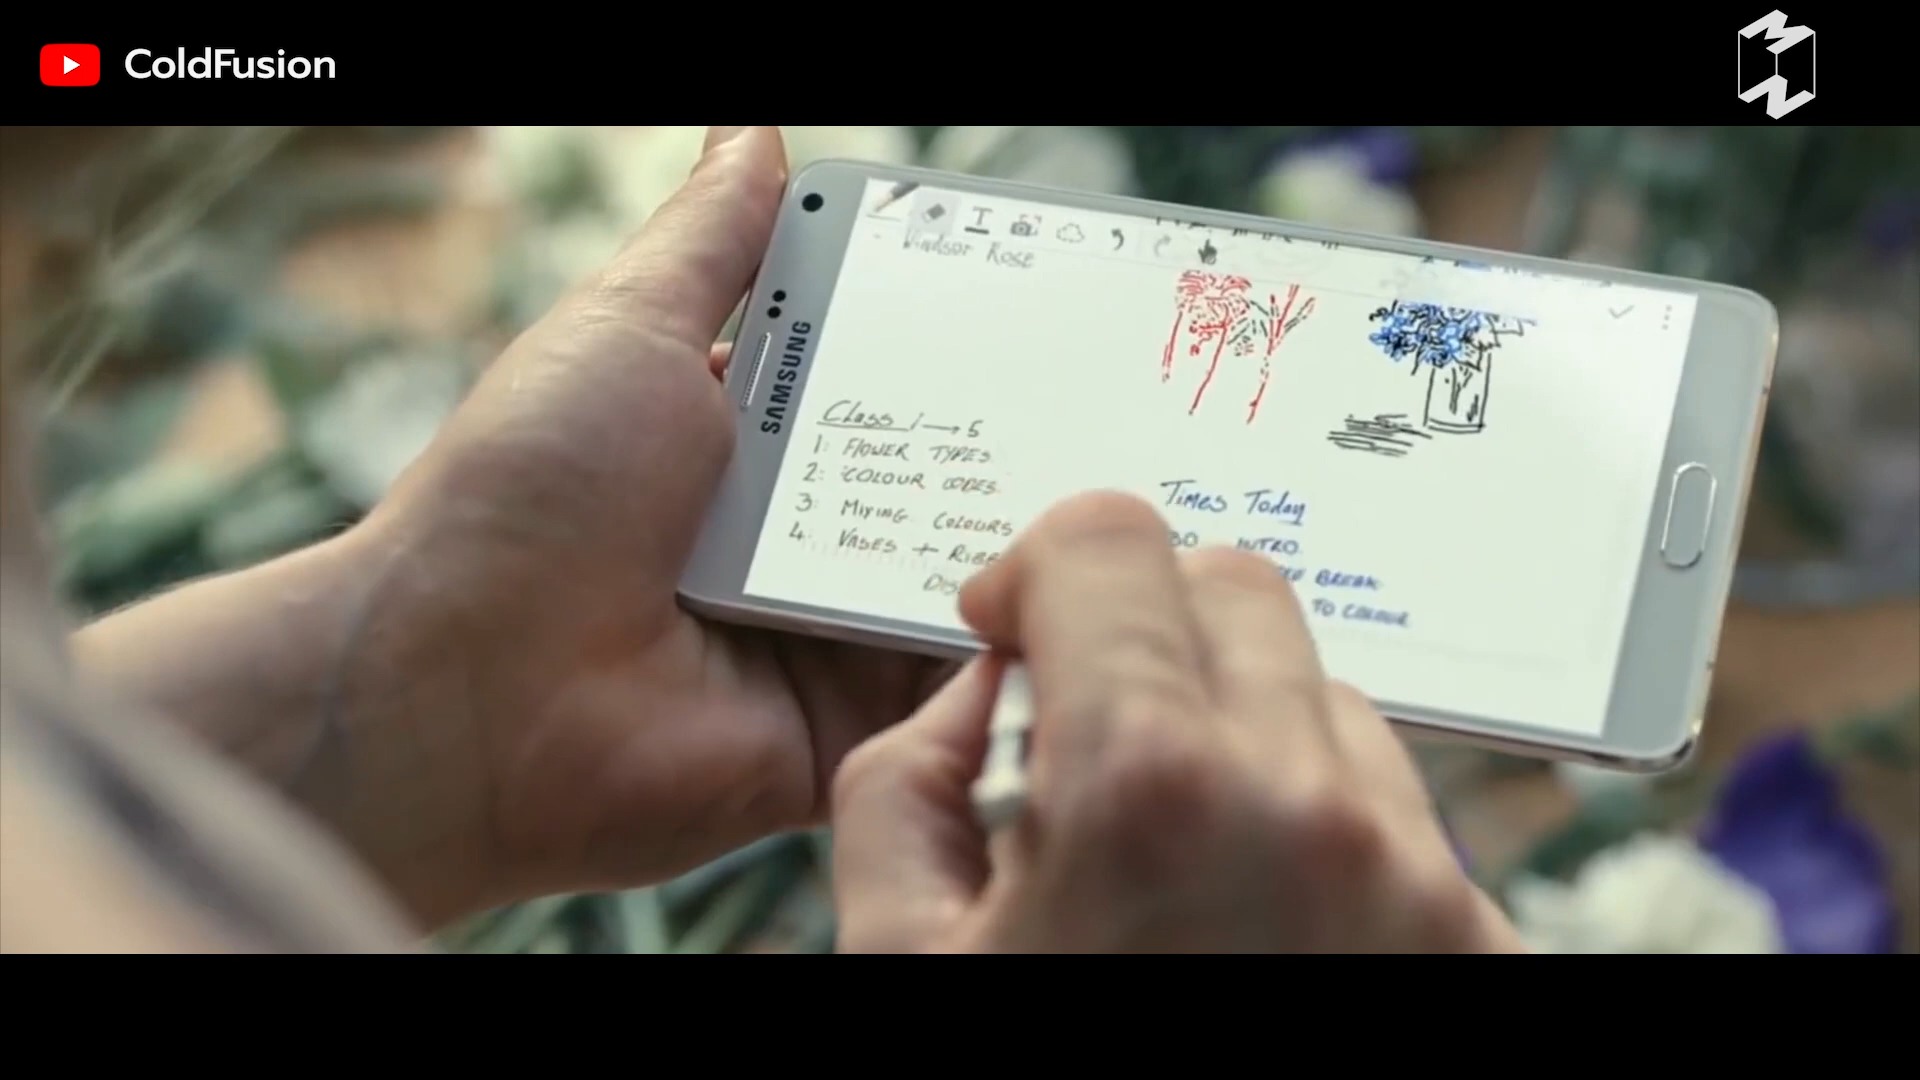 ColdFusion
SAMSUNG
T
Windsor Rose
Class 1 → 5
1: FLOWER TYPES
2: COLOUR CODES
3: MIXING COLOURS
4: VASES +
Times Today
30 INTRO
BREAK
TO COLOUR